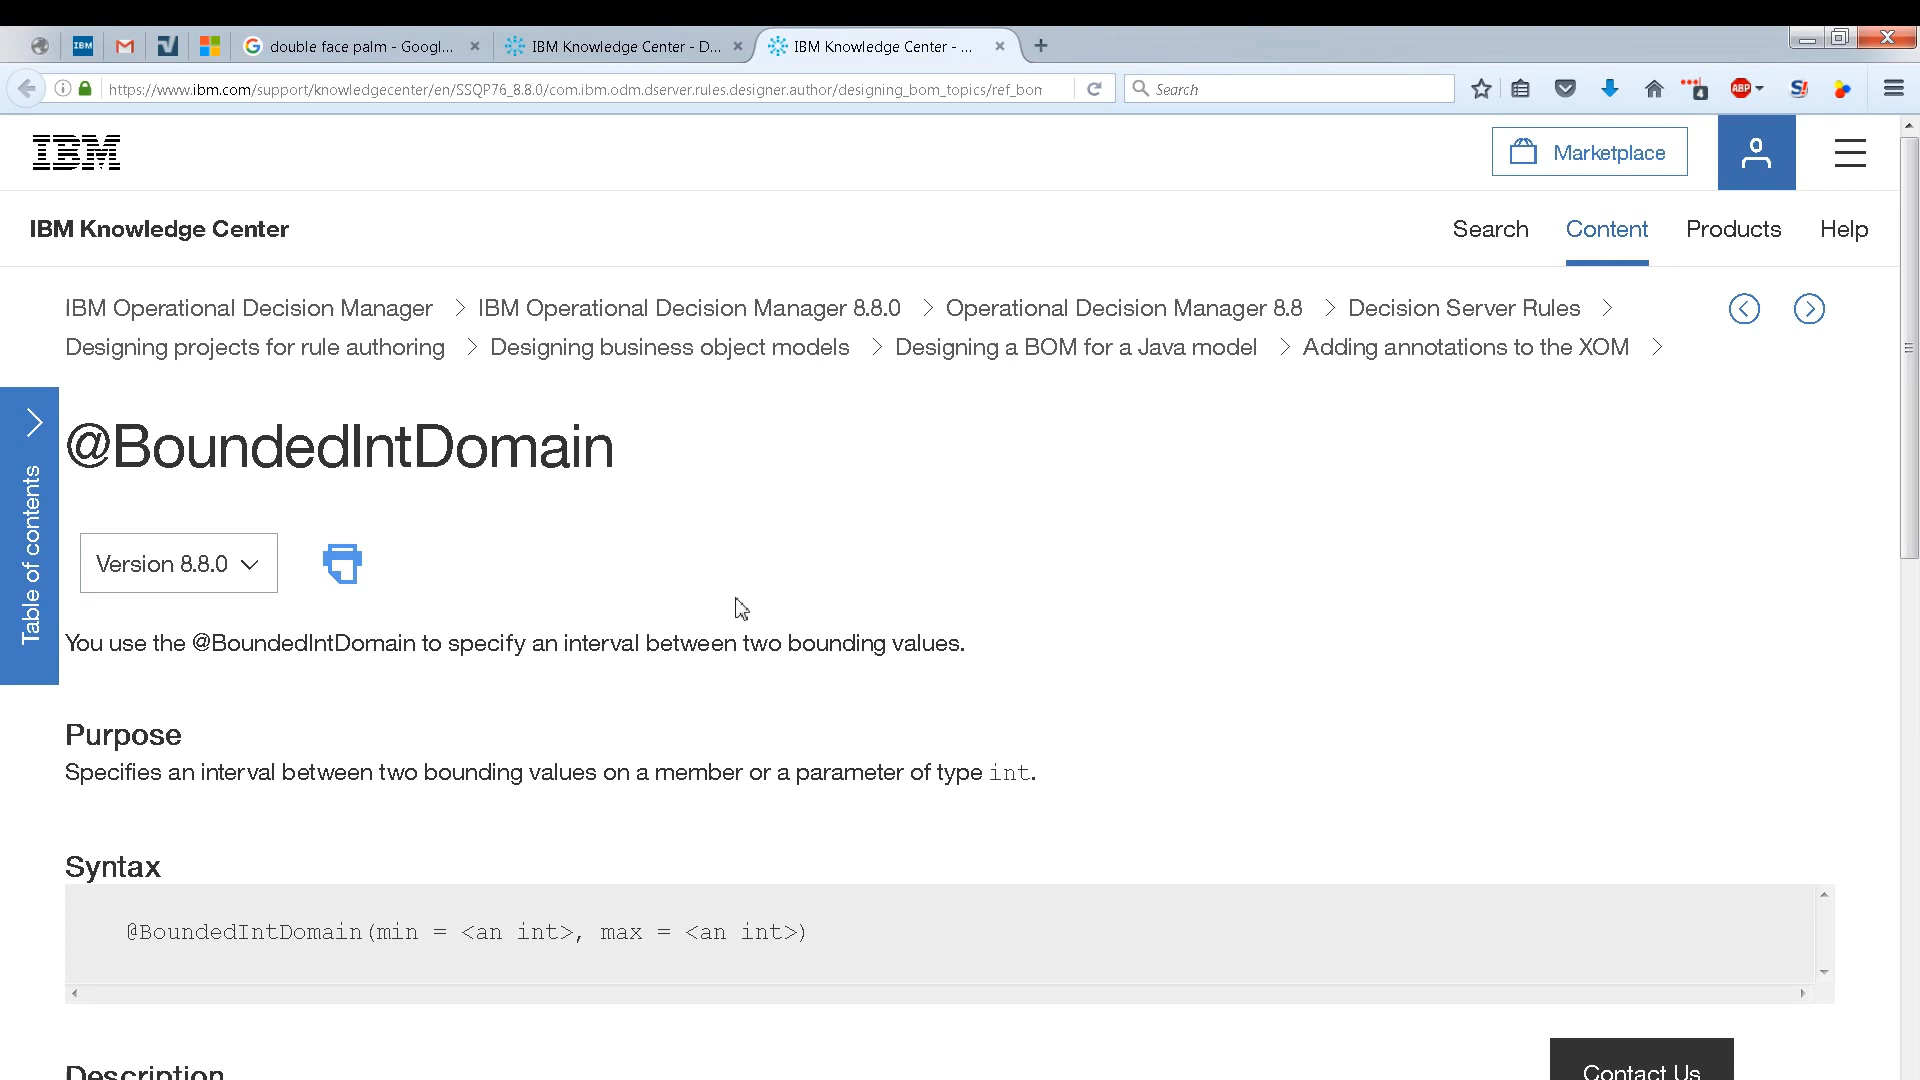 IBM
double face palm - Googl...
IBM Knowledge Center - D...
IBM Knowledge Center - ...
https://www.ibm.com/support/knowledgecenter/en/SSQP76_8.8.0/com.ibm.odm.dserver.rules.designer.author/designing_bom_topics/ref_bom
Search
4
ABP
S!
IBM
Marketplace
IBM Knowledge Center
Search Content Products Help
IBM Operational Decision Manager > IBM Operational Decision Manager 8.8.0 > Operational Decision Manager 8.8 > Decision Server Rules >
Designing projects for rule authoring > Designing business object models > Designing a BOM for a Java model > Adding annotations to the XOM >
Table of contents
@BoundedIntDomain
Version 8.8.0
You use the @BoundedIntDomain to specify an interval between two bounding values.
Purpose
Specifies an interval between two bounding values on a member or a parameter of type int.
Syntax
@BoundedIntDomain(min = <an int>, max = <an int>)
Description
Contact Us